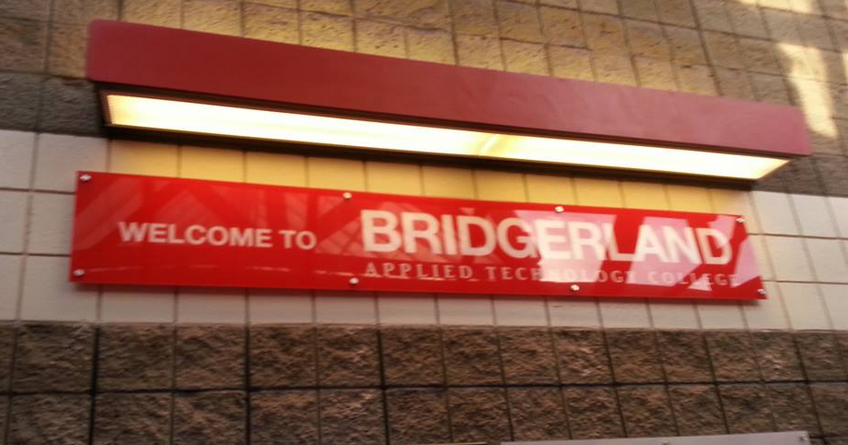 WELCOME TO BRIDGERLAND
APPLIED TECHNOLOGY COLLEGE